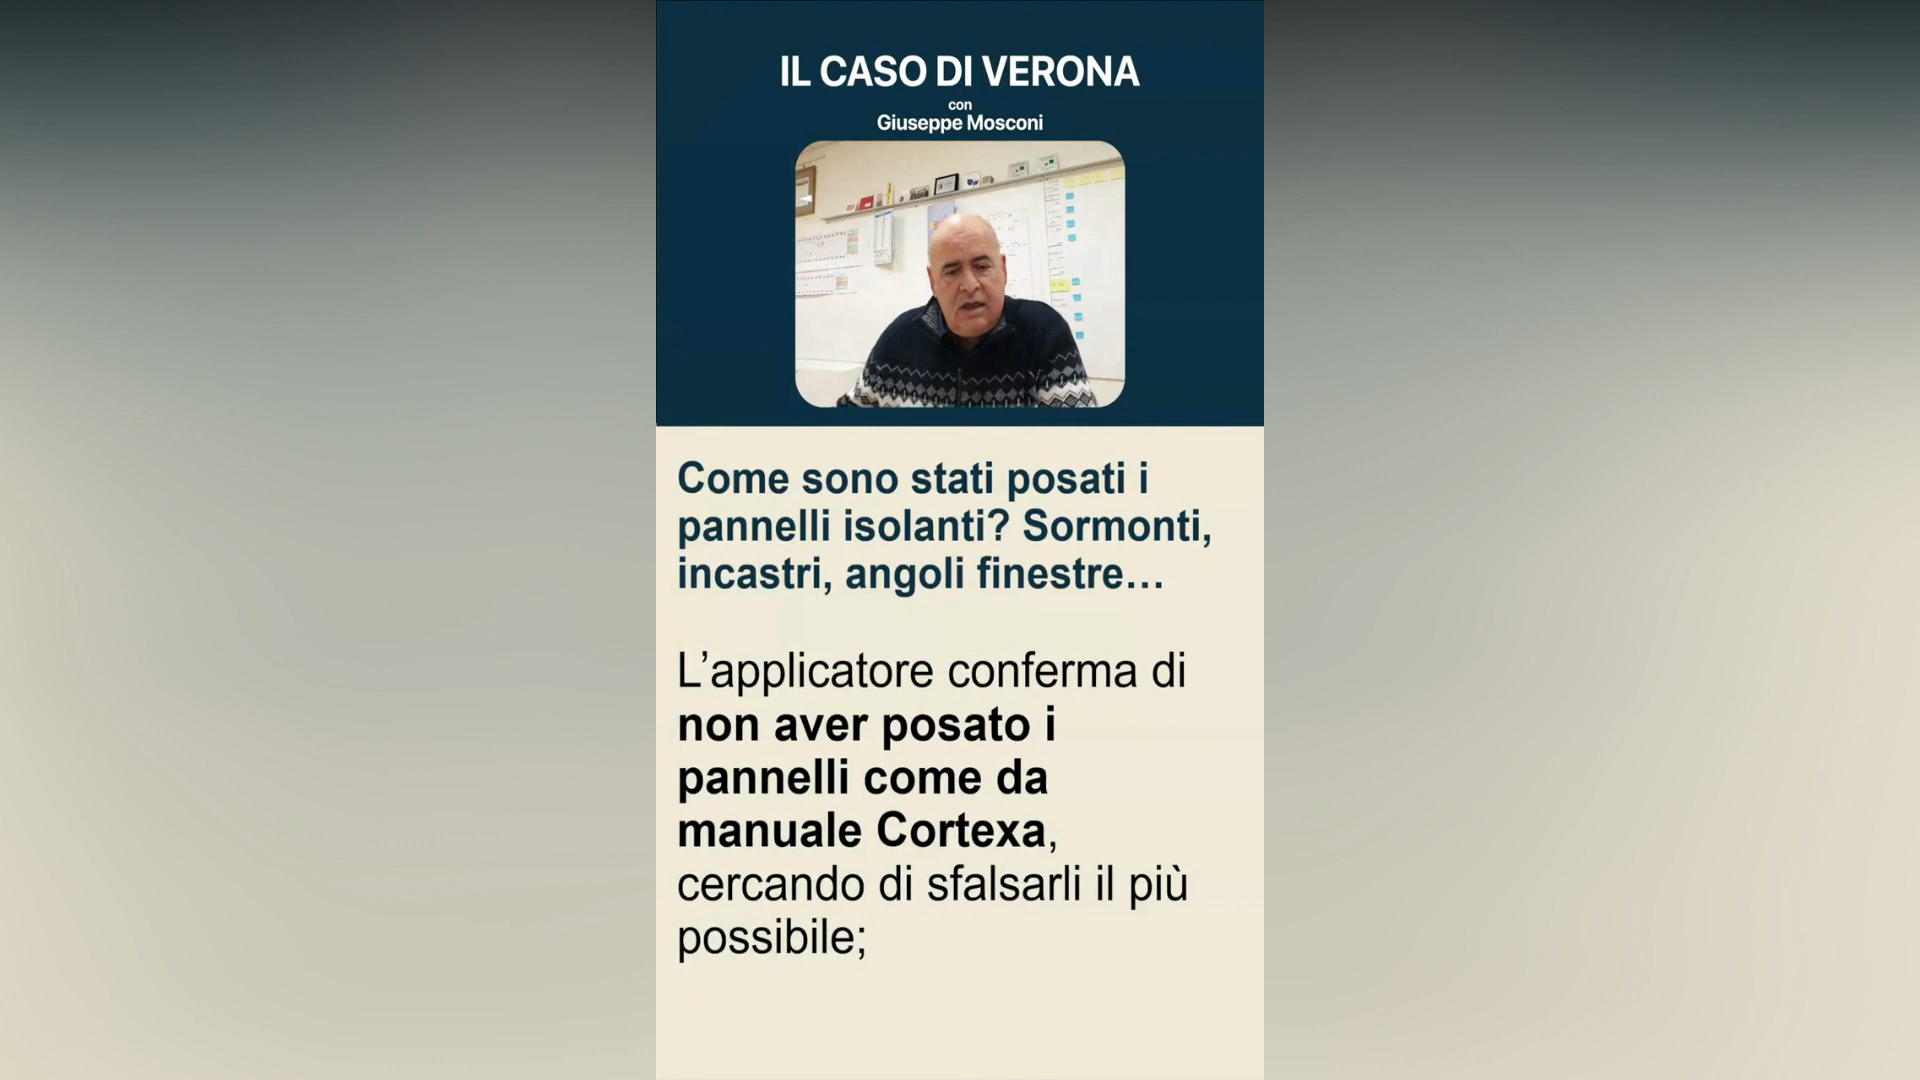 IL CASO DI VERONA
con
Giuseppe Mosconi
Come sono stati posati i
pannelli isolanti? Sormonti,
incastri, angoli finestre...
L’applicatore conferma di
non aver posato i
pannelli come da
manuale Cortexa,
cercando di sfalsarli il più
possibile;